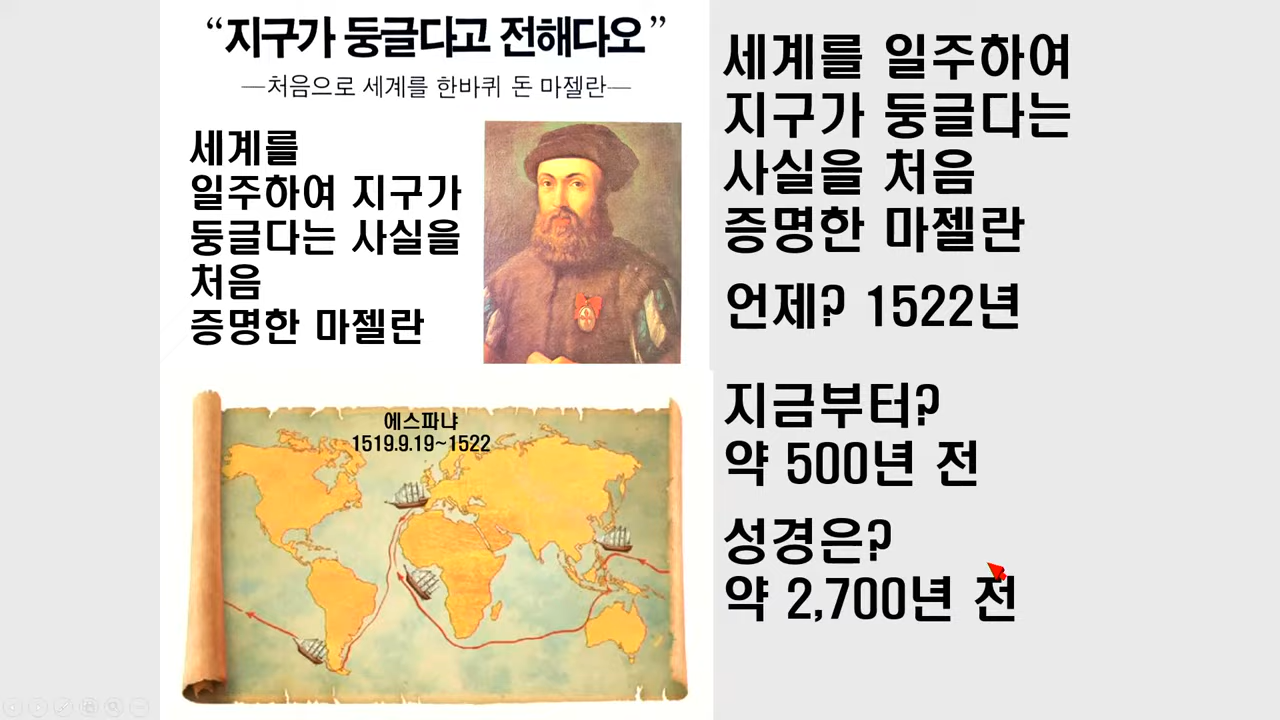 “지구가 둥글다고 전해다오”
—처음으로 세계를 한바퀴 돈 마젤란—
세계를
일주하여 지구가
둥글다는 사실을
처음
증명한 마젤란
에스파냐
1519.9.19~1522
세계를 일주하여
지구가 둥글다는
사실을 처음
증명한 마젤란
언제? 1522년
지금부터?
약 500년 전
성경은?
약 2,700년 전